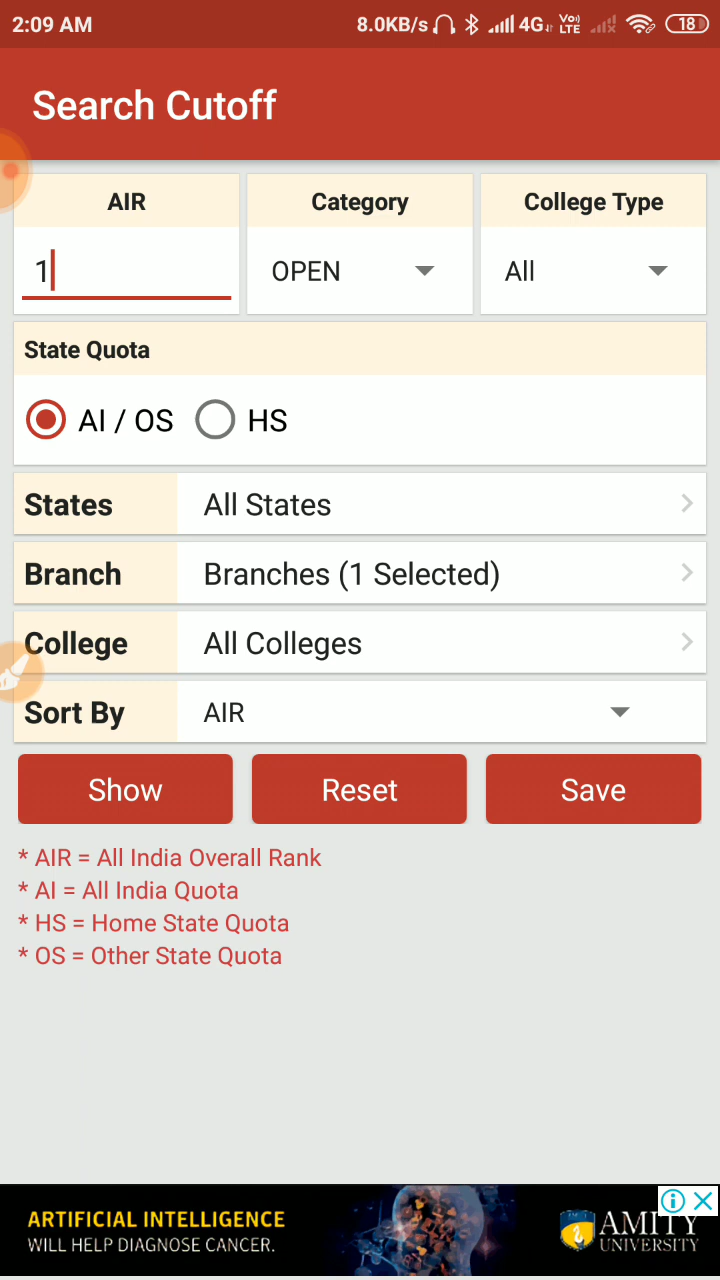 2:09 AM 8.0KB/s 4G Vo) LTE 18
Search Cutoff
AIR Category College Type
1 OPEN All
State Quota
AI / OS HS
States All States
Branch Branches (1 Selected)
College All Colleges
Sort By AIR
Show Reset Save
* AIR = All India Overall Rank
* AI = All India Quota
* HS = Home State Quota
* OS = Other State Quota
ARTIFICIAL INTELLIGENCE
WILL HELP DIAGNOSE CANCER.
AMITY
UNIVERSITY